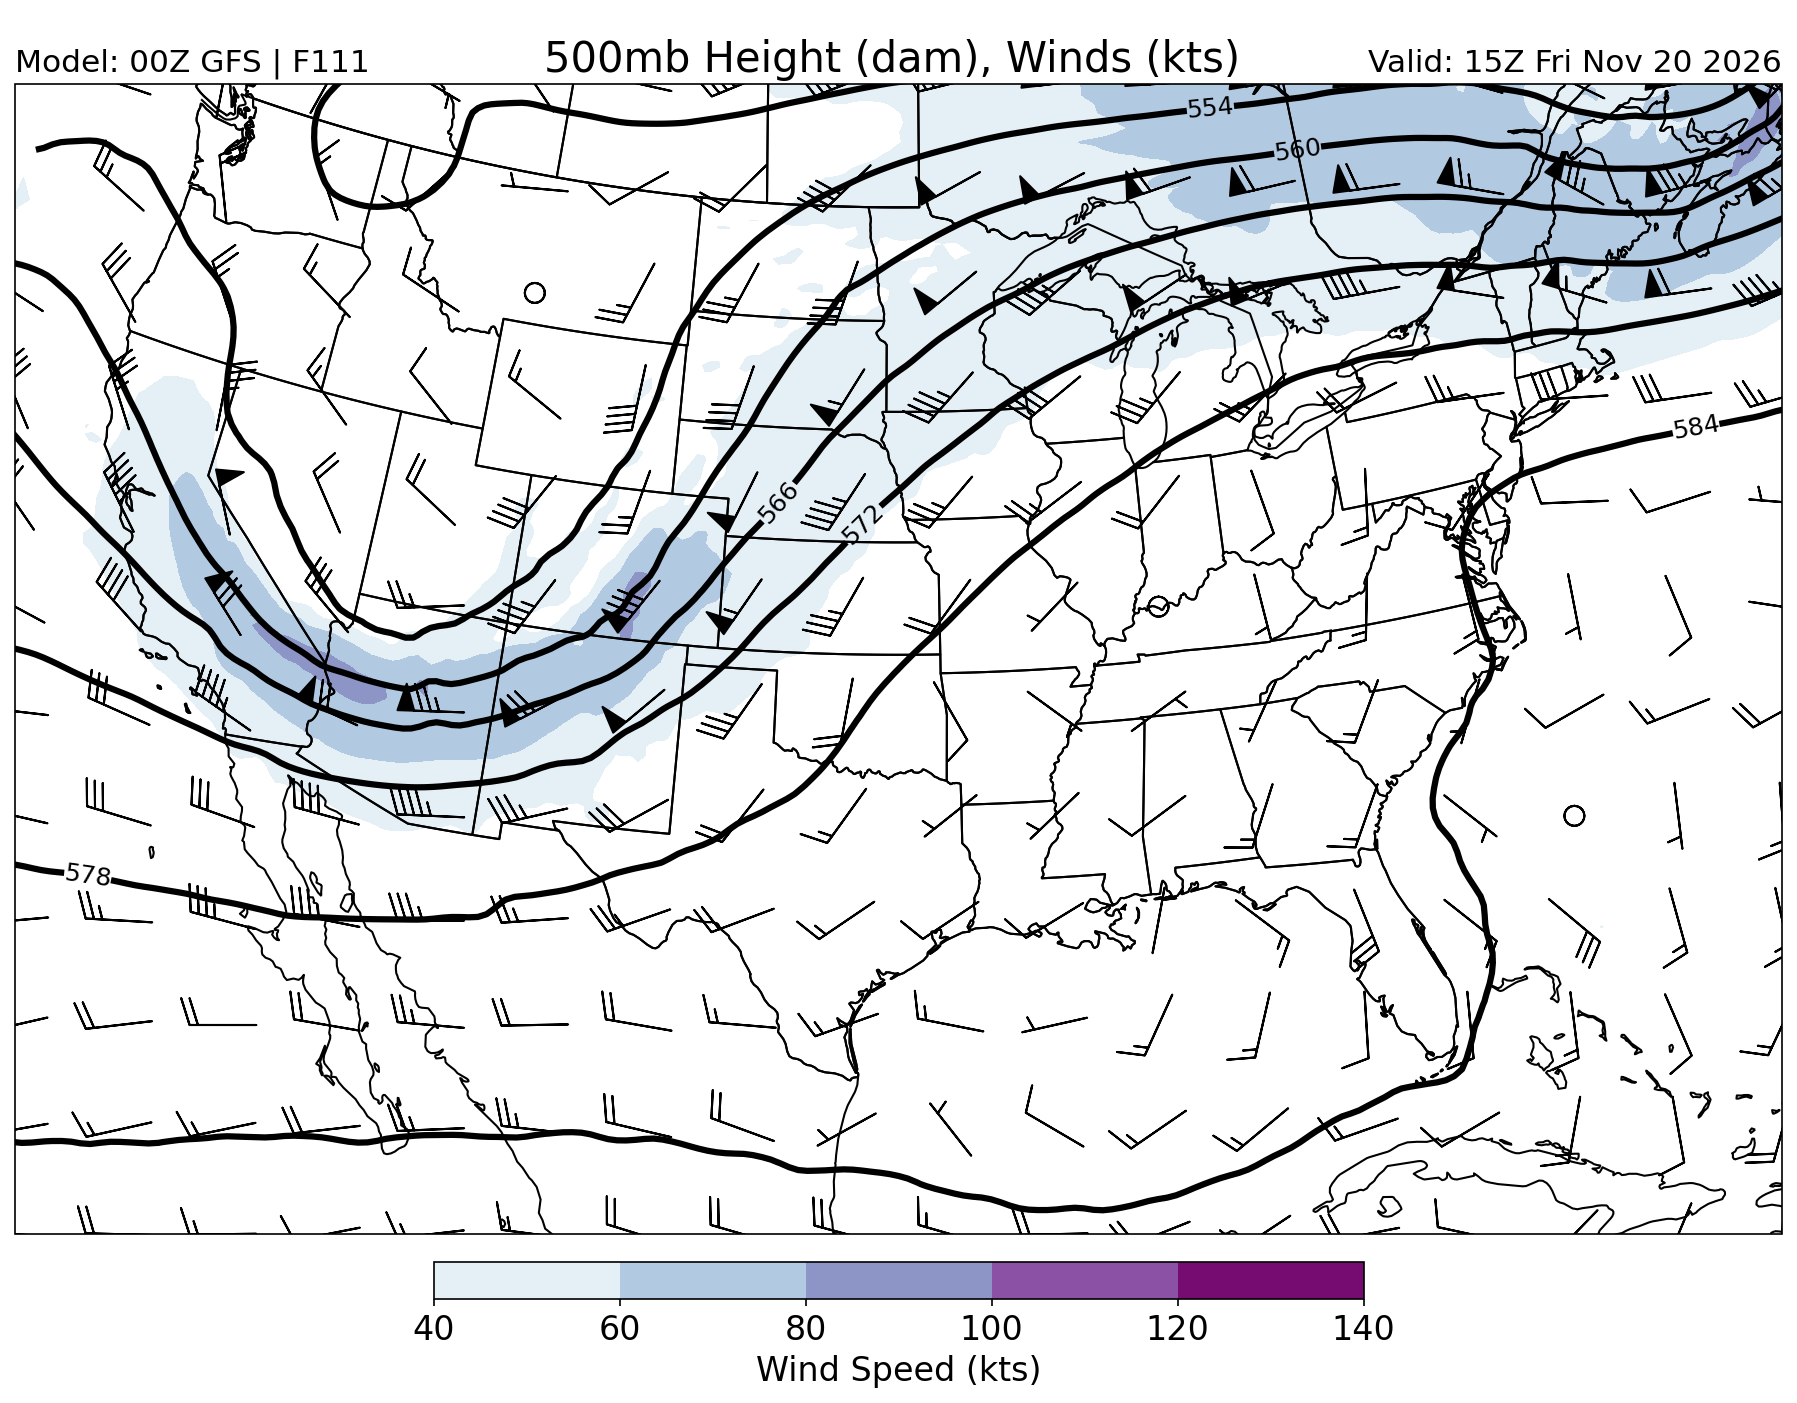 Model: 00Z GFS | F111
500mb Height (dam), Winds (kts)
Valid: 15Z Fri Nov 20 2026
554
560
584
566
572
578
40 60 80 100 120 140
Wind Speed (kts)